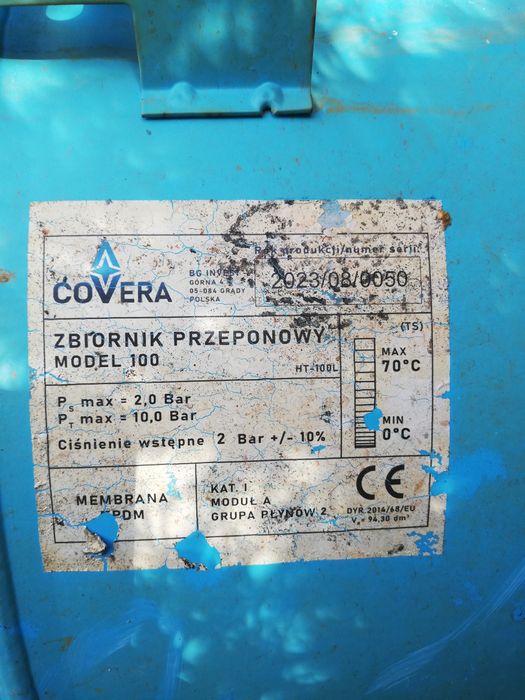 COVERA
BG INVEST
GÓRNA 4
05-084 GRĄDY
POLSKA
Rok produkcji/numer serii:
2023/08/0050
ZBIORNIK PRZEPONOWY
MODEL 100
HT-100L
(TS)
MAX
70°C
MIN
0°C
PS max = 2,0 Bar
PT max = 10,0 Bar
Ciśnienie wstępne 2 Bar +/- 10%
MEMBRANA
EPDM
KAT. I
MODUŁ A
GRUPA PŁYNÓW 2
CE
DYR. 2014/68/EU
V = 94,30 dm³